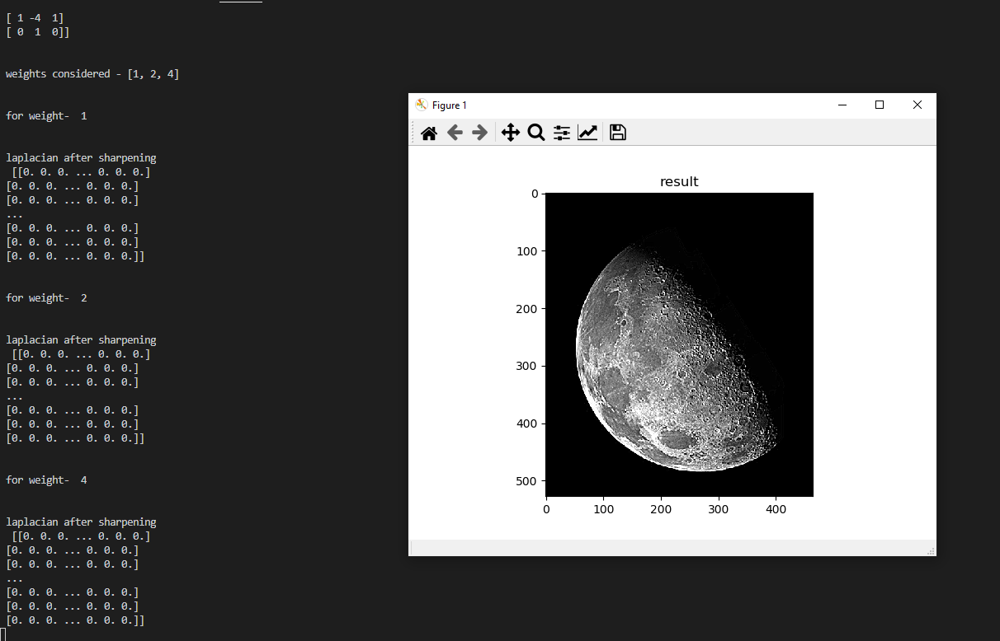 [ 1 -4  1]
[ 0  1  0]]
weights considered - [1, 2, 4]
for weight-  1
laplacian after sharpening
[[0. 0. 0. ... 0. 0. 0.]
[0. 0. 0. ... 0. 0. 0.]
[0. 0. 0. ... 0. 0. 0.]
...
[0. 0. 0. ... 0. 0. 0.]
[0. 0. 0. ... 0. 0. 0.]
[0. 0. 0. ... 0. 0. 0.]]
for weight-  2
laplacian after sharpening
[[0. 0. 0. ... 0. 0. 0.]
[0. 0. 0. ... 0. 0. 0.]
[0. 0. 0. ... 0. 0. 0.]
...
[0. 0. 0. ... 0. 0. 0.]
[0. 0. 0. ... 0. 0. 0.]
[0. 0. 0. ... 0. 0. 0.]]
for weight-  4
laplacian after sharpening
[[0. 0. 0. ... 0. 0. 0.]
[0. 0. 0. ... 0. 0. 0.]
[0. 0. 0. ... 0. 0. 0.]
...
[0. 0. 0. ... 0. 0. 0.]
[0. 0. 0. ... 0. 0. 0.]
[0. 0. 0. ... 0. 0. 0.]]
Figure 1
result
0
100
200
300
400
500
0 100 200 300 400